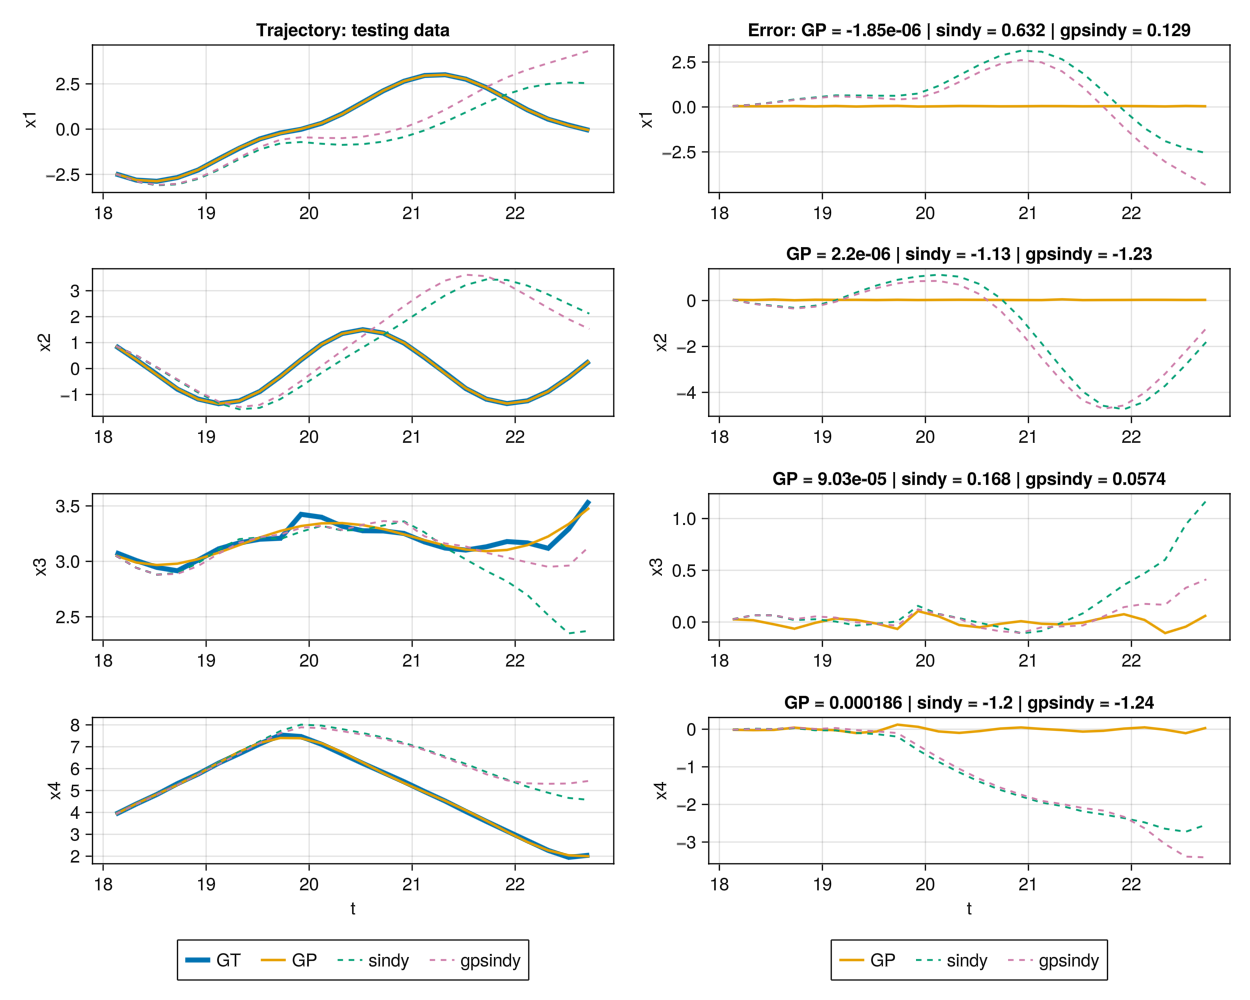 Trajectory: testing data
x1
2.5
0.0
−2.5
18 19 20 21 22
Error: GP = -1.85e-06 | sindy = 0.632 | gpsindy = 0.129
x1
2.5
0.0
−2.5
18 19 20 21 22
x2
3
2
1
0
−1
18 19 20 21 22
GP = 2.2e-06 | sindy = -1.13 | gpsindy = -1.23
x2
0
−2
−4
18 19 20 21 22
x3
3.5
3.0
2.5
18 19 20 21 22
GP = 9.03e-05 | sindy = 0.168 | gpsindy = 0.0574
x3
1.0
0.5
0.0
18 19 20 21 22
x4
8
7
6
5
4
3
2
18 19 20 21 22
t
GP = 0.000186 | sindy = -1.2 | gpsindy = -1.24
x4
0
−1
−2
−3
18 19 20 21 22
t
GT GP sindy gpsindy
GP sindy gpsindy